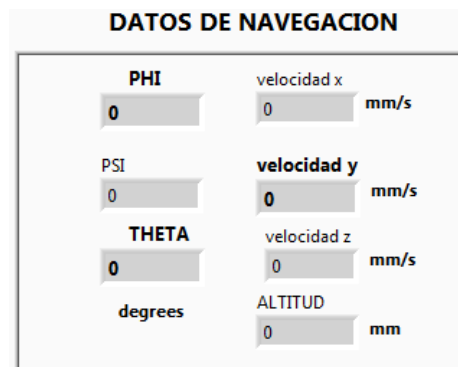 DATOS DE NAVEGACION
PHI velocidad x
0 0 mm/s
PSI velocidad y
0 0 mm/s
THETA velocidad z
0 0 mm/s
degrees ALTITUD
0 mm